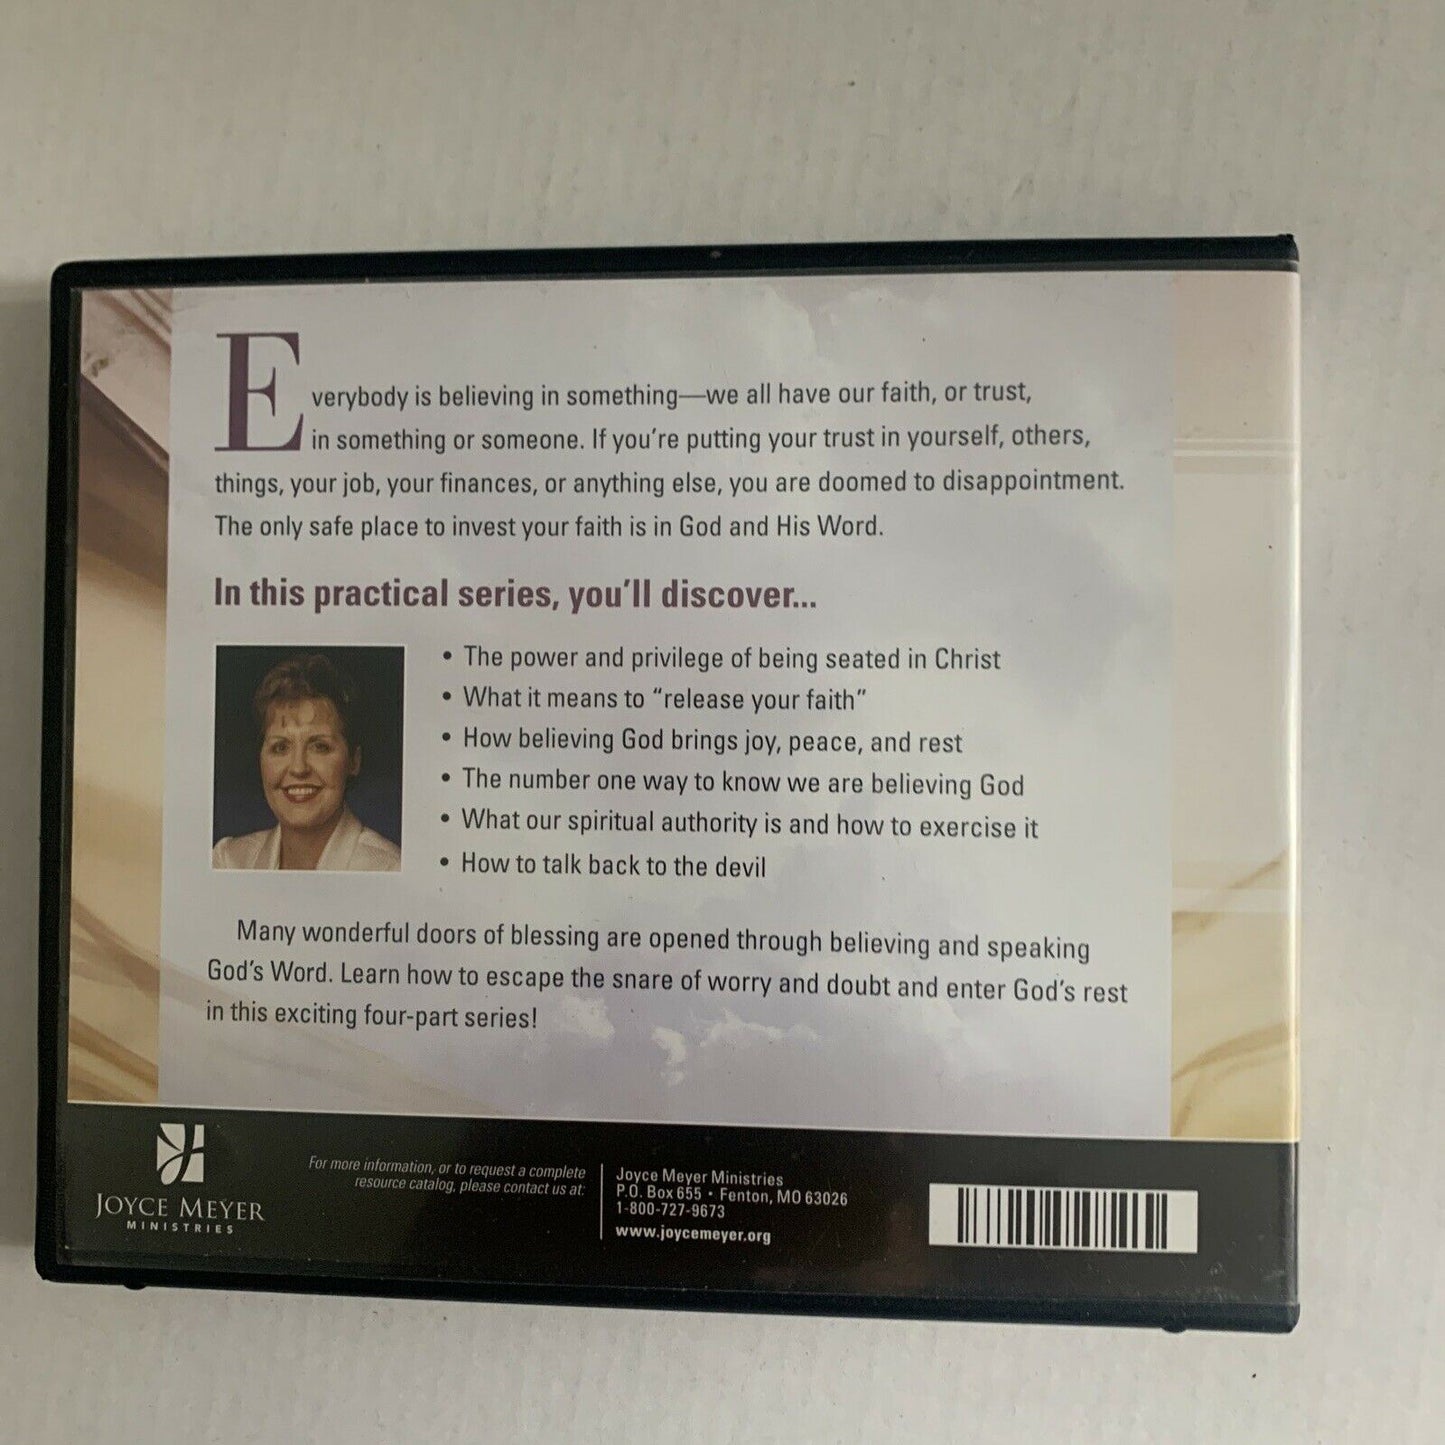 Everybody is believing in something—we all have our faith, or trust,
in something or someone. If you're putting your trust in yourself, others,
things, your job, your finances, or anything else, you are doomed to disappointment.
The only safe place to invest your faith is in God and His Word.
In this practical series, you'll discover...
• The power and privilege of being seated in Christ
• What it means to “release your faith”
• How believing God brings joy, peace, and rest
• The number one way to know we are believing God
• What our spiritual authority is and how to exercise it
• How to talk back to the devil
Many wonderful doors of blessing are opened through believing and speaking
God's Word. Learn how to escape the snare of worry and doubt and enter God's rest
in this exciting four-part series!
JOYCE MEYER
MINISTRIES
For more information, or to request a complete
resource catalog, please contact us at:
Joyce Meyer Ministries
P.O. Box 655 • Fenton, MO 63026
1-800-727-9673
www.joycemeyer.org